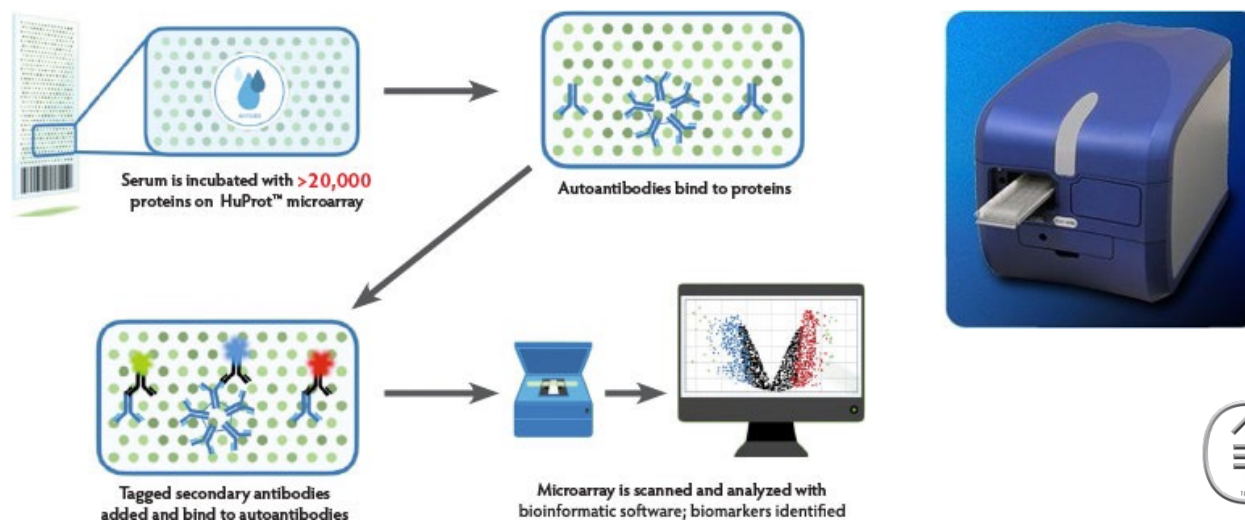 Serum is incubated with >20,000
proteins on HuProt™ microarray
Autoantibodies bind to proteins
Tagged secondary antibodies
added and bind to autoantibodies
Microarray is scanned and analyzed with
bioinformatic software; biomarkers identified